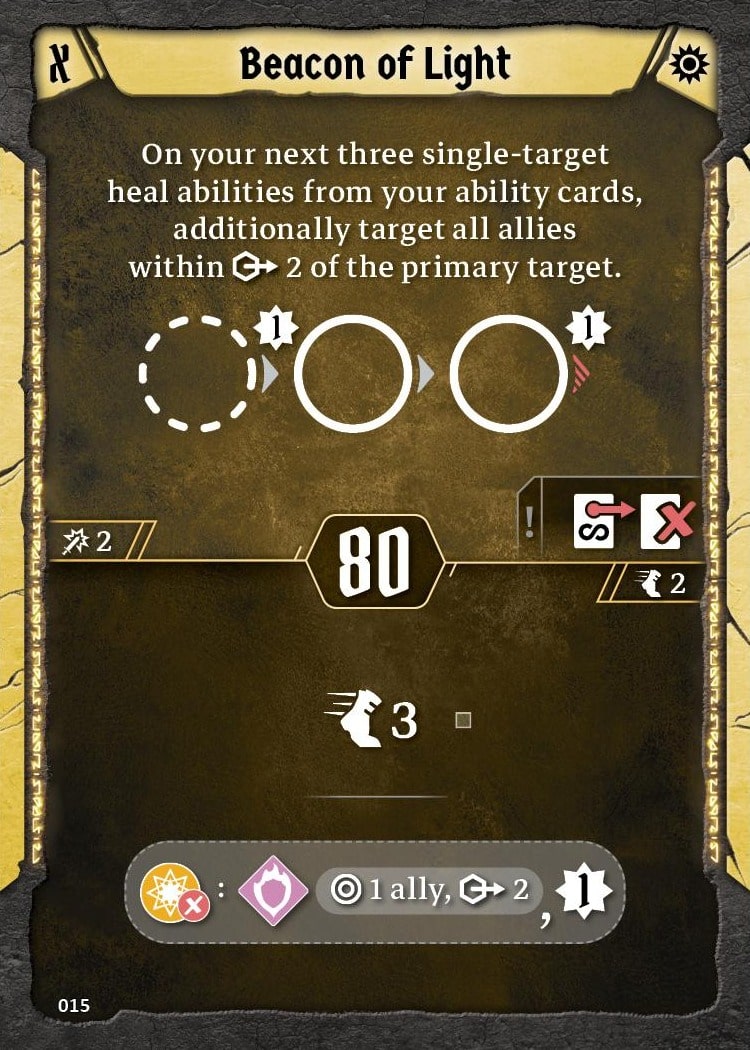 א
Beacon of Light
On your next three single-target
heal abilities from your ability cards,
additionally target all allies
within 2 of the primary target.
1 1
2
80
2
3
: 1 ally, 2 , 1
015